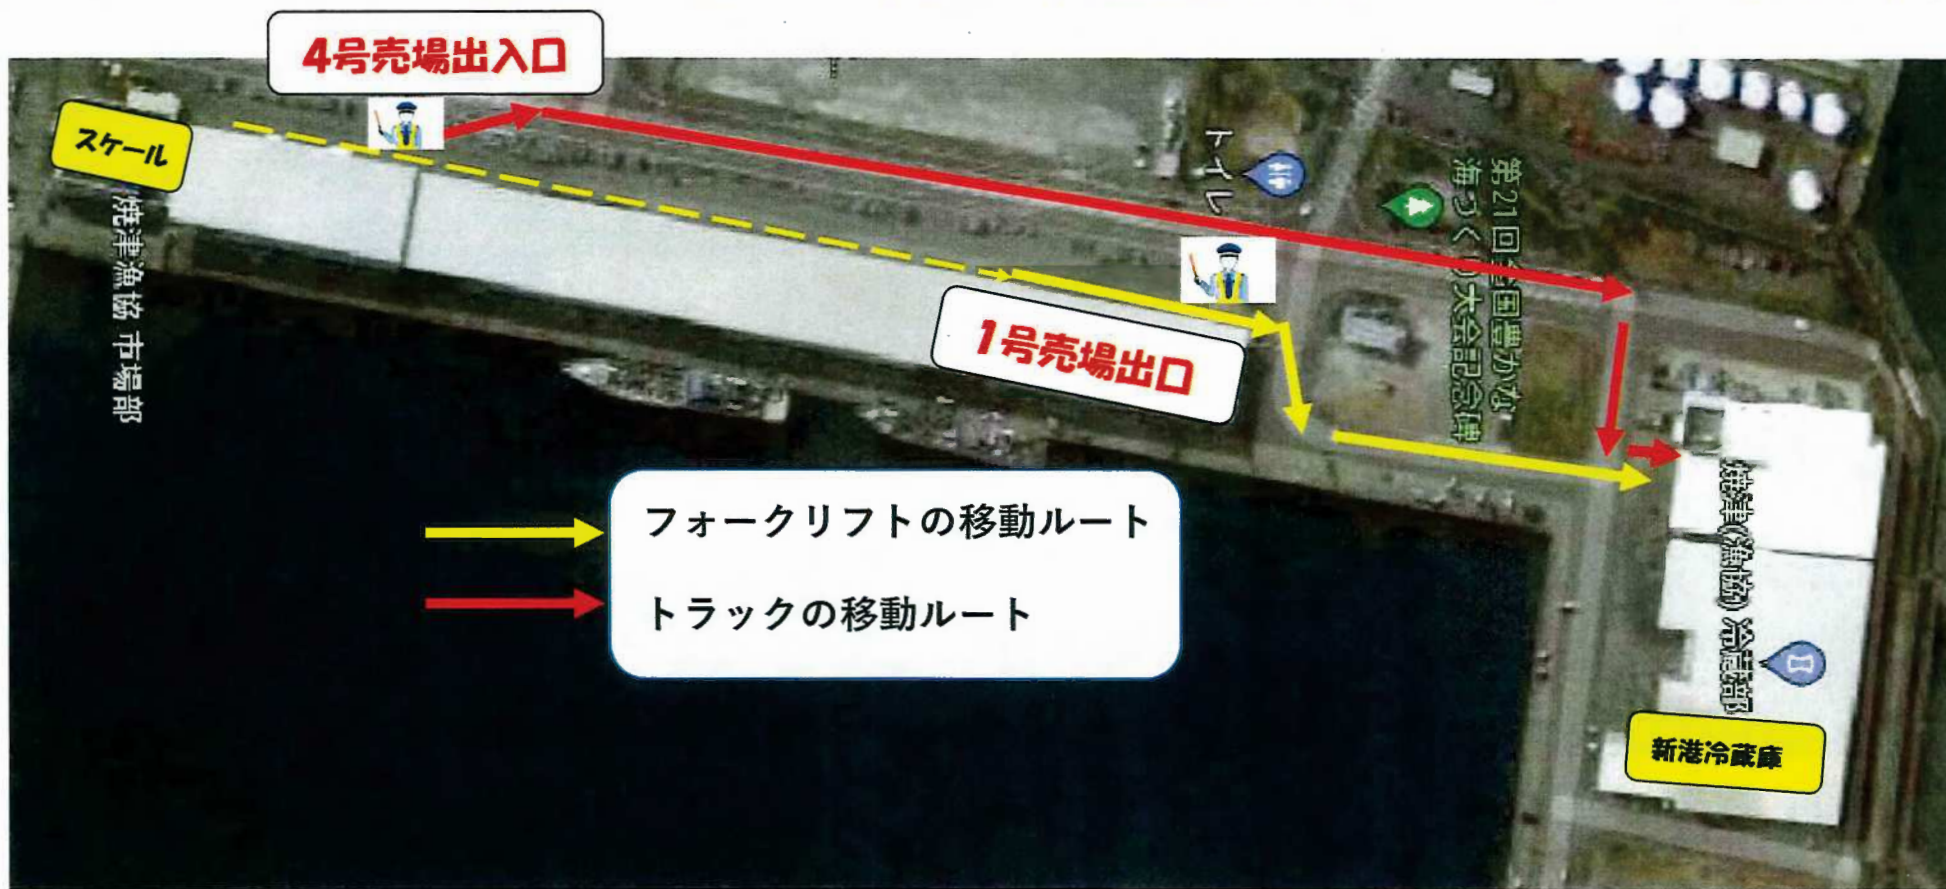 4号売場出入口
スケール
焼津漁協 市場部
トイレ
第21回全国豊かな
海づくり大会記念碑
1号売場出口
フォークリフトの移動ルート
トラックの移動ルート
焼津(漁協) 冷蔵部
新港冷蔵庫